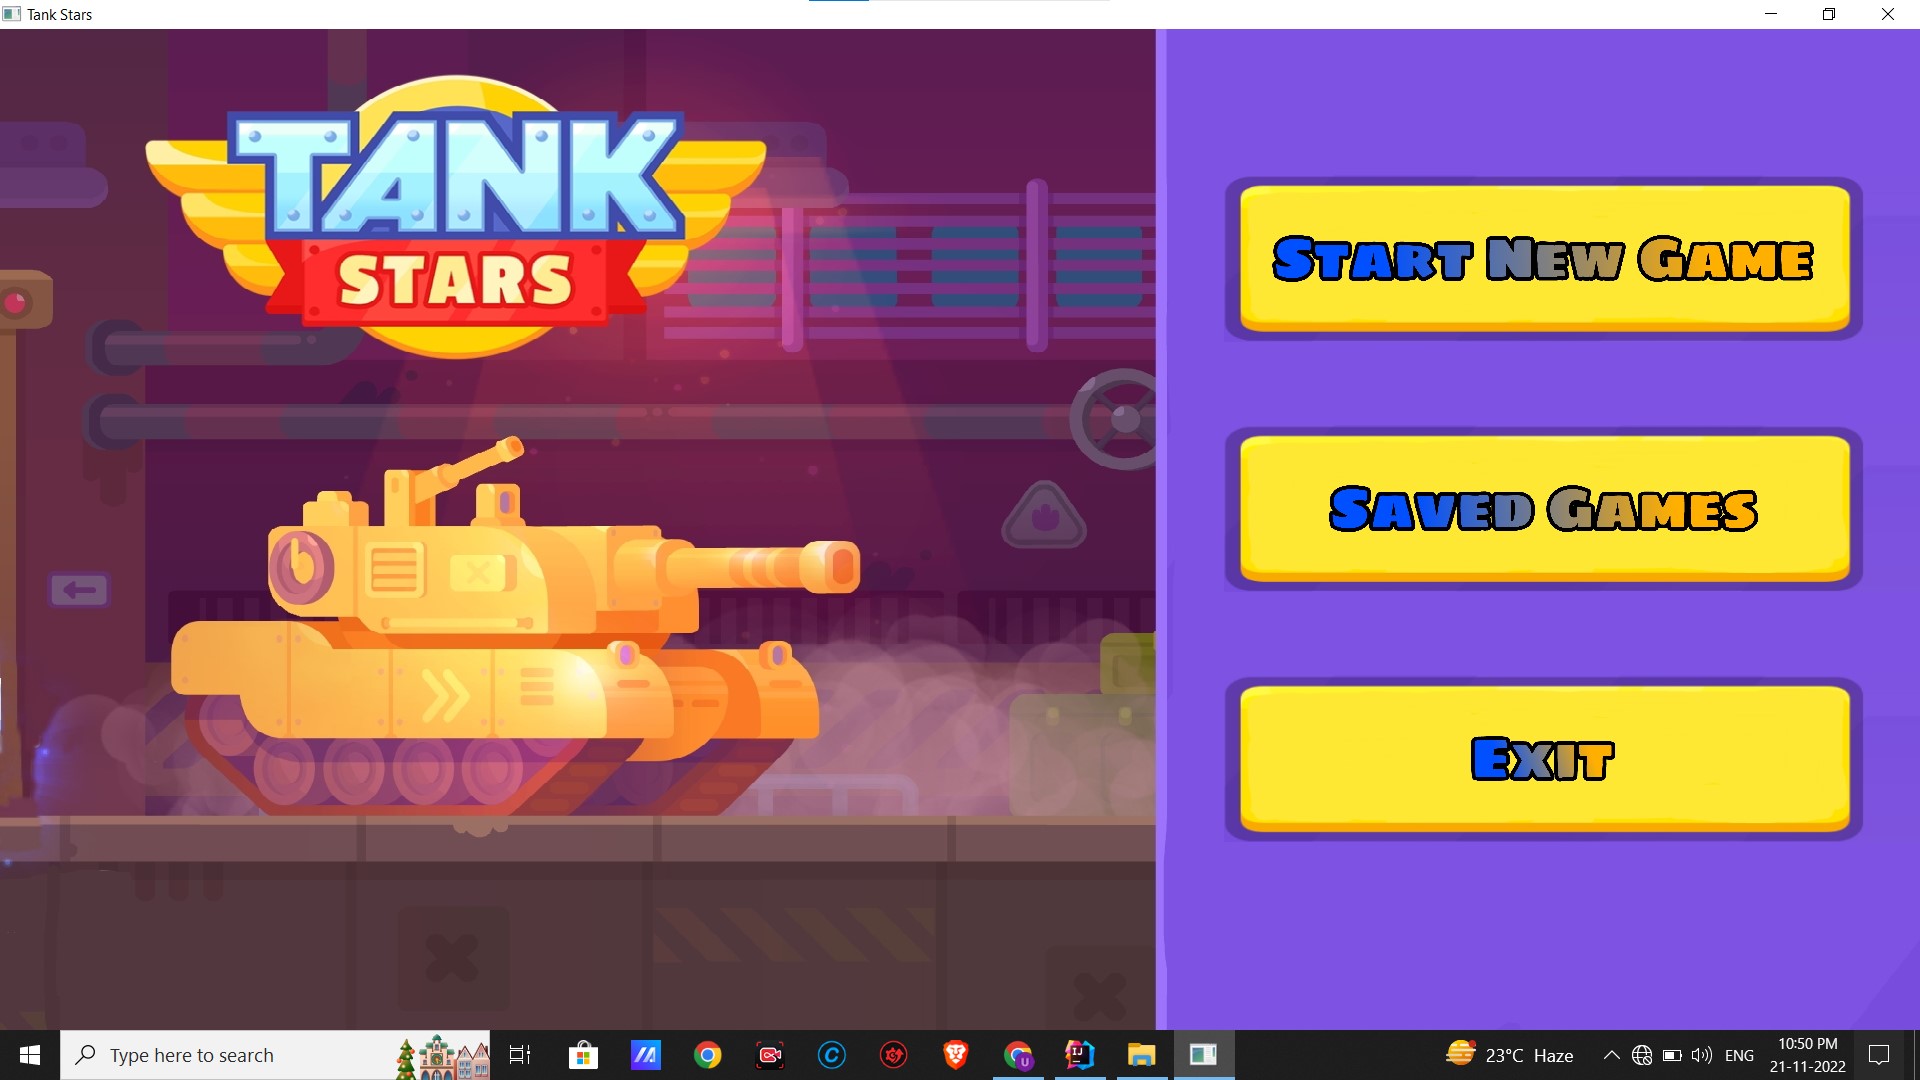 Tank Stars
TANK
STARS
START NEW GAME
SAVED GAMES
EXIT
Type here to search
23°C Haze
ENG
10:50 PM
21-11-2022